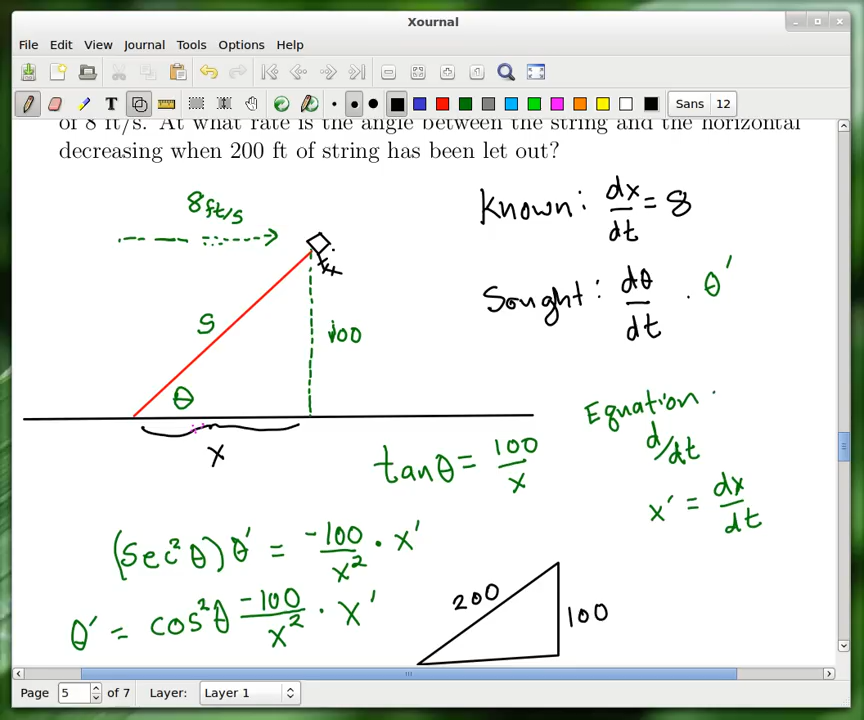 Xournal
File Edit View Journal Tools Options Help
Sans 12
of 8 ft/s. At what rate is the angle between the string and the horizontal
decreasing when 200 ft of string has been let out?
8ft/s
Known: dx/dt = 8
Sought: dθ/dt . θ'
S
100
θ
x
Equation
d/dt
tanθ = 100/x
x' = dx/dt
(Sec²θ)θ' = -100/x² · x'
θ' = cos²θ -100/x² · x'
200
100
Page 5 of 7 Layer: Layer 1